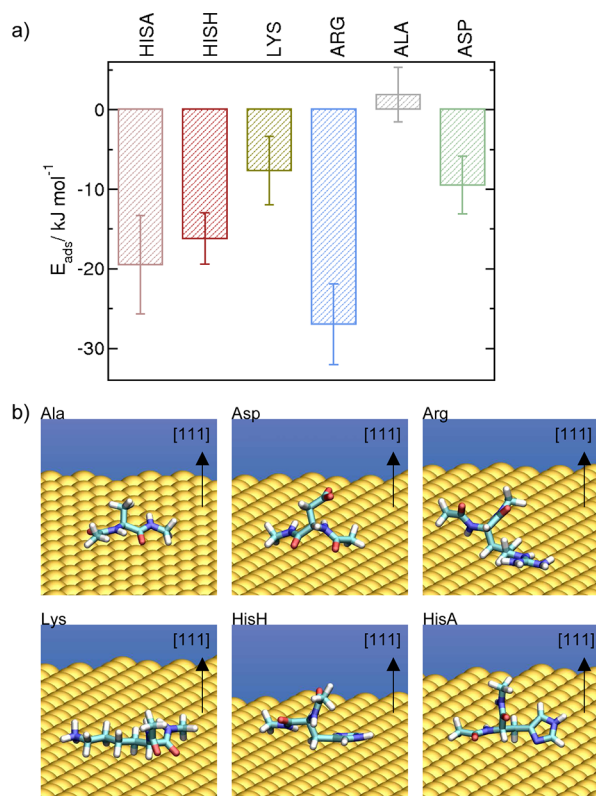 a)
HISA HISH LYS ARG ALA ASP
0
-10
-20
-30
E_ads/ kJ mol⁻¹
b)
Ala Asp Arg
[111] [111] [111]
Lys HisH HisA
[111] [111] [111]